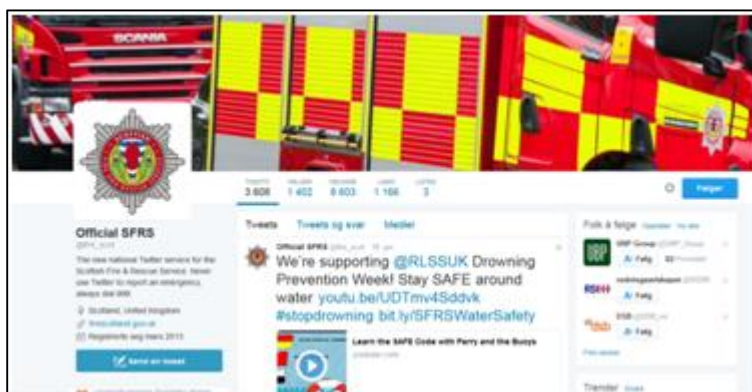 SCANIA
TWEETS
3 608
1 402
8 603
1 166
3
Følger
Official SFRS
The new national Twitter service for the
Scottish Fire & Rescue Service. Never
use Twitter to report an emergency,
always dial 999.
Scotland, United Kingdom
firescotland.gov.uk
Registrerte seg mars 2013
Send en tweet
Tweets Tweets og svar Medier
Official SFRS
We're supporting @RLSSUK Drowning
Prevention Week! Stay SAFE around
water youtu.be/UDTmv4Sddvk
#stopdrowning bit.ly/SFRSWaterSafety
Learn the SAFE Code with Perry and the Buoys
Folk å følge
UBP
UBP Group
Følg
Følg
Følg
Trender